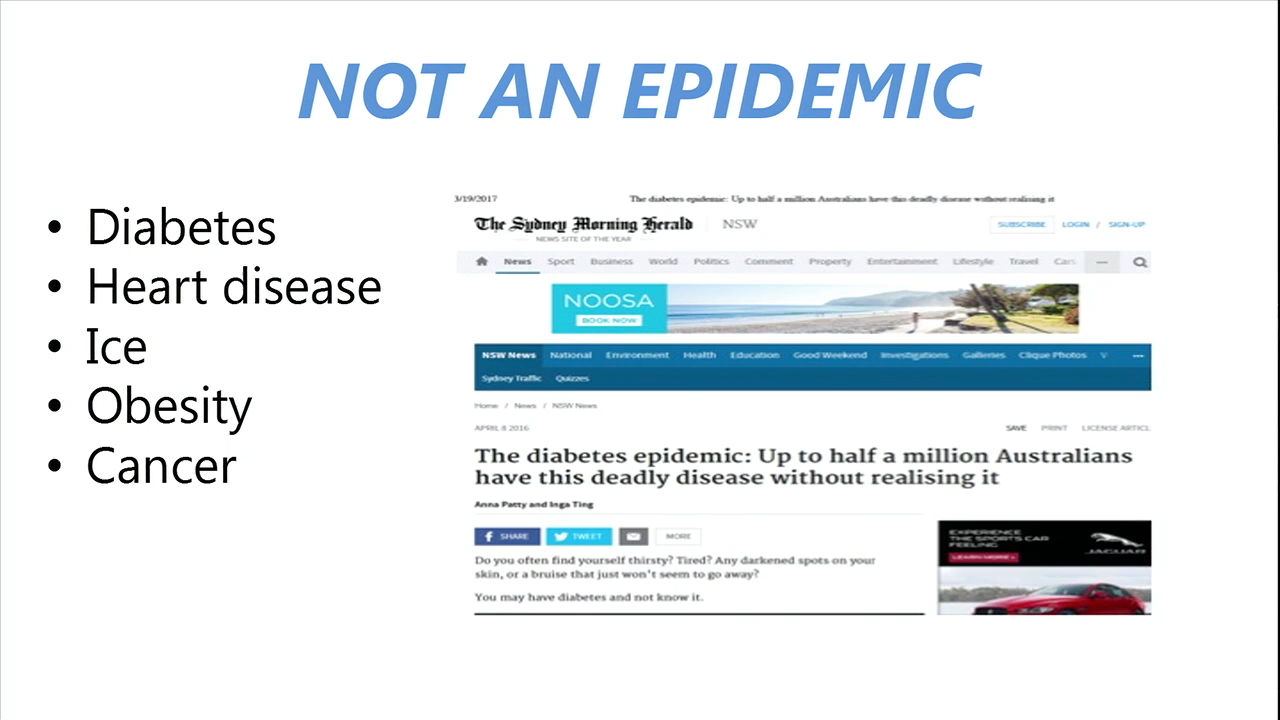 NOT AN EPIDEMIC
• Diabetes
• Heart disease
• Ice
• Obesity
• Cancer
3/19/2017 The diabetes epidemic: Up to half a million Australians have this deadly disease without realising it
The Sydney Morning Herald NSW SUBSCRIBE LOGIN / SIGN-UP
NEWS SITE OF THE YEAR
News Sport Business World Politics Comment Property Entertainment Lifestyle Travel Cars
NOOSA
BOOK NOW
NSW News National Environment Health Education Good Weekend Investigations Galleries Clique Photos V
Sydney Traffic Quizzes
Home / News / NSW News
APRIL 8 2016 SAVE PRINT LICENSE ARTICL
The diabetes epidemic: Up to half a million Australians
have this deadly disease without realising it
Anna Patty and Inga Ting
SHARE TWEET MORE
EXPERIENCE
THE SPORTS CAR
FEELING
LEARN MORE >
JAGUAR
Do you often find yourself thirsty? Tired? Any darkened spots on your
skin, or a bruise that just won't seem to go away?
You may have diabetes and not know it.